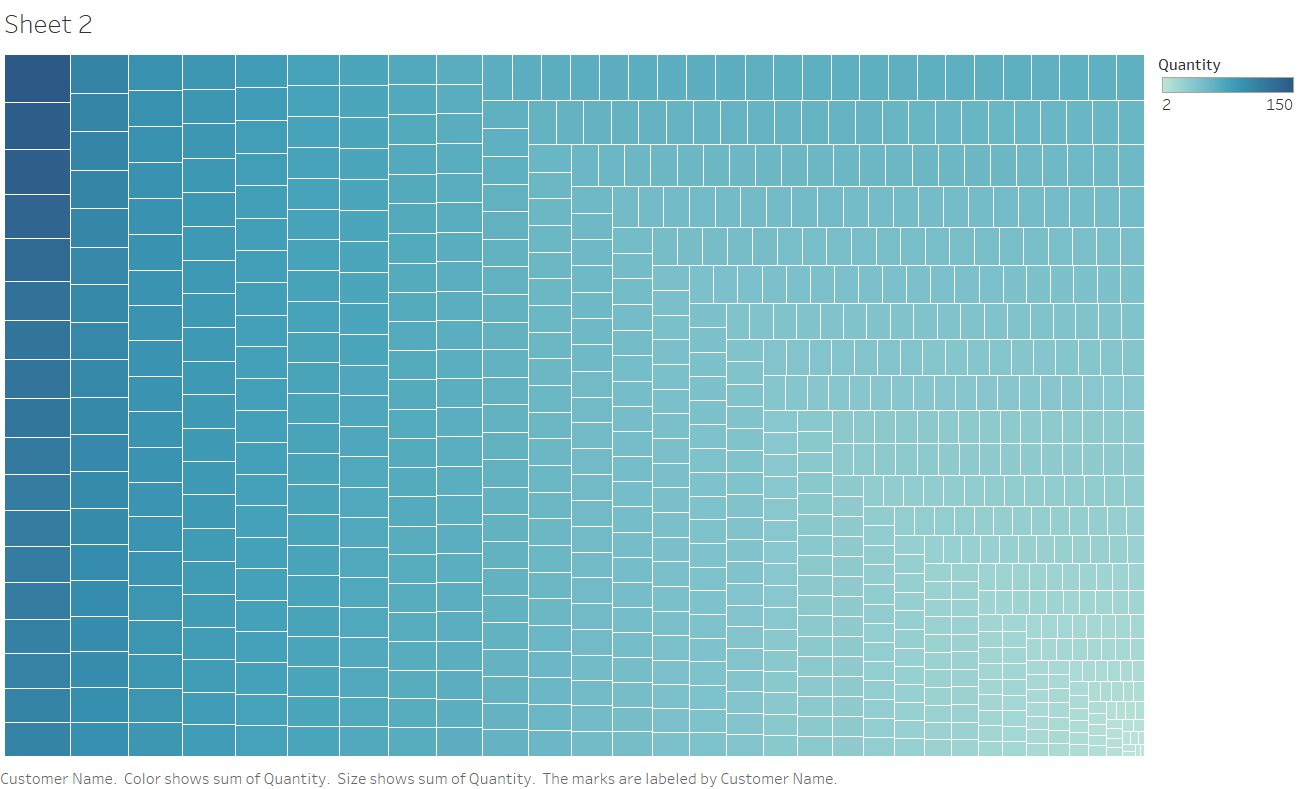 Sheet 2
Quantity
2 150
Customer Name.  Color shows sum of Quantity.  Size shows sum of Quantity.  The marks are labeled by Customer Name.